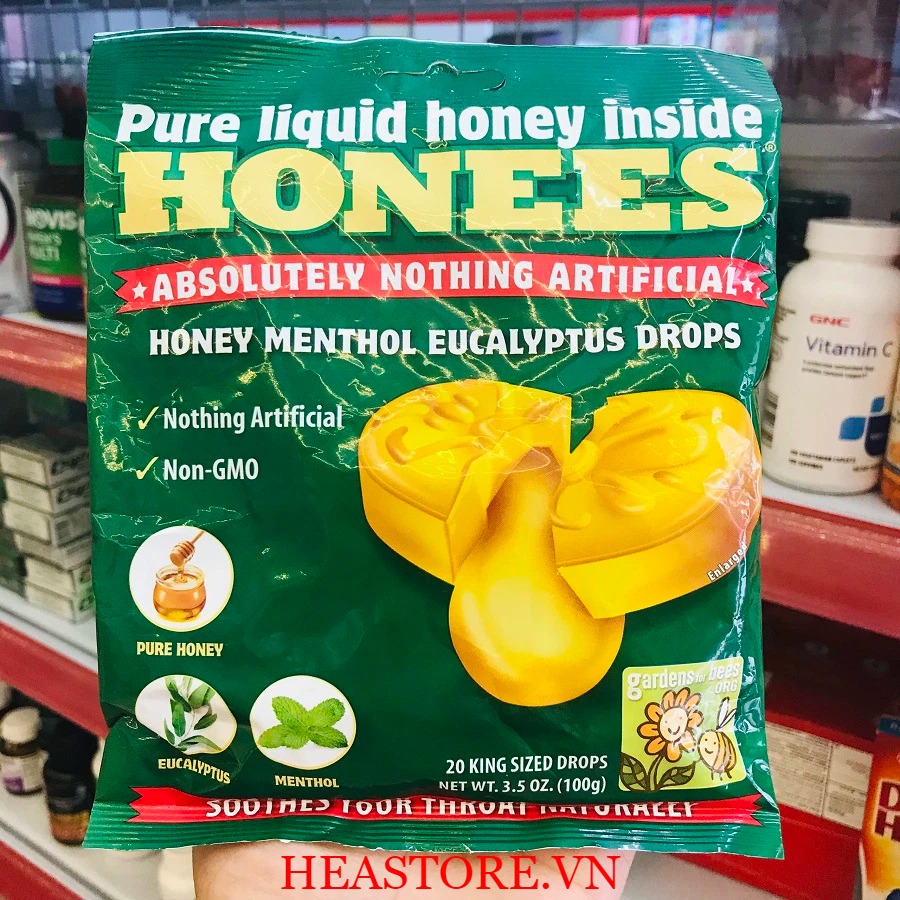 Pure liquid honey inside
HONEES®
ABSOLUTELY NOTHING ARTIFICIAL
HONEY MENTHOL EUCALYPTUS DROPS
✓ Nothing Artificial
✓ Non-GMO
Enlarged
PURE HONEY
EUCALYPTUS
MENTHOL
gardens for bees
.ORG
20 KING SIZED DROPS
NET WT. 3.5 OZ. (100g)
SOOTHES YOUR THROAT NATURALLY
HEASTORE.VN
GNC
Vitamin C